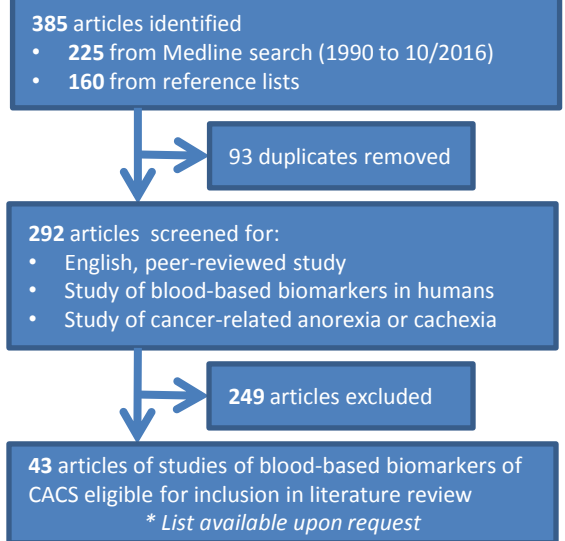 385 articles identified
• 225 from Medline search (1990 to 10/2016)
• 160 from reference lists
93 duplicates removed
292 articles screened for:
• English, peer-reviewed study
• Study of blood-based biomarkers in humans
• Study of cancer-related anorexia or cachexia
249 articles excluded
43 articles of studies of blood-based biomarkers of
CACS eligible for inclusion in literature review
* List available upon request